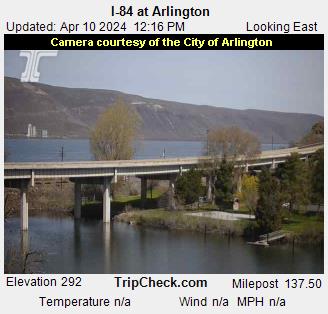 I-84 at Arlington
Updated: Apr 10 2024 12:16 PM Looking East
Camera courtesy of the City of Arlington
Elevation 292 TripCheck.com Milepost 137.50
Temperature n/a Wind n/a MPH n/a